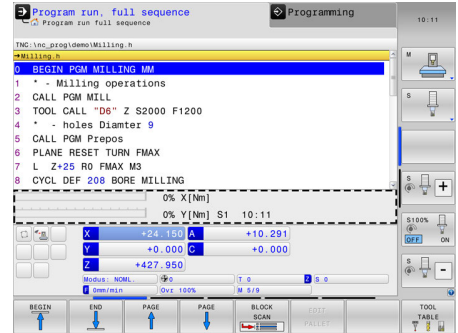 Program run, full sequence
Program run full sequence
Programming
10:11
TNC:\nc_prog\demo\Milling.h
→Milling.h
0 BEGIN PGM MILLING MM
1 * - Milling operations
2 CALL PGM MILL
3 TOOL CALL "D6" Z S2000 F1200
4 * - holes Diamter 9
5 CALL PGM Prepos
6 PLANE RESET TURN FMAX
7 L Z+25 R0 FMAX M3
8 CYCL DEF 208 BORE MILLING
0% X[Nm]
0% Y[Nm] S1 10:11
X +24.150 A +10.291
Y +0.000 C +0.000
Z +427.950
Modus: NOML. 0 T 0 Z S 0
F 0mm/min Ovr 100% M 5/9
M
S
S
S100%
OFF ON
S
BEGIN
END
PAGE
PAGE
BLOCK SCAN
EDIT PALLET
TOOL TABLE